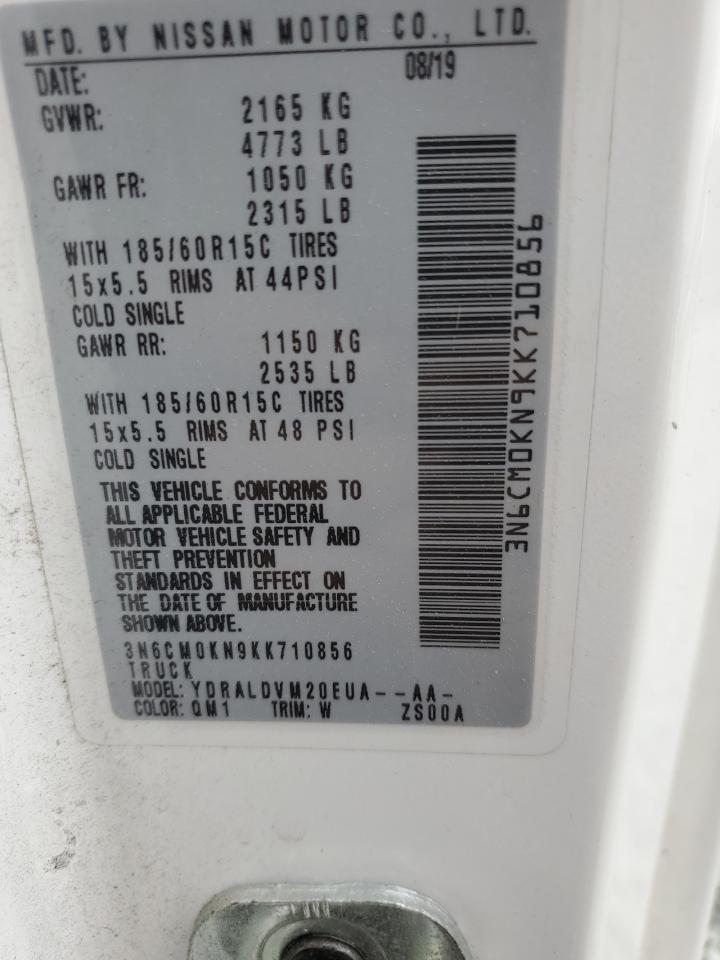 MFD. BY NISSAN MOTOR CO., LTD.
DATE: 08/19
GVWR: 2165 KG
4773 LB
GAWR FR: 1050 KG
2315 LB
WITH 185/60R15C TIRES
15x5.5 RIMS AT 44PSI
COLD SINGLE
GAWR RR: 1150 KG
2535 LB
WITH 185/60R15C TIRES
15x5.5 RIMS AT 48 PSI
COLD SINGLE
THIS VEHICLE CONFORMS TO
ALL APPLICABLE FEDERAL
MOTOR VEHICLE SAFETY AND
THEFT PREVENTION
STANDARDS IN EFFECT ON
THE DATE OF MANUFACTURE
SHOWN ABOVE.
3N6CM0KN9KK710856
TRUCK
MODEL: YDRALDVM20EUA--AA-
COLOR: QM1 TRIM: W ZS00A
3N6CM0KN9KK710856